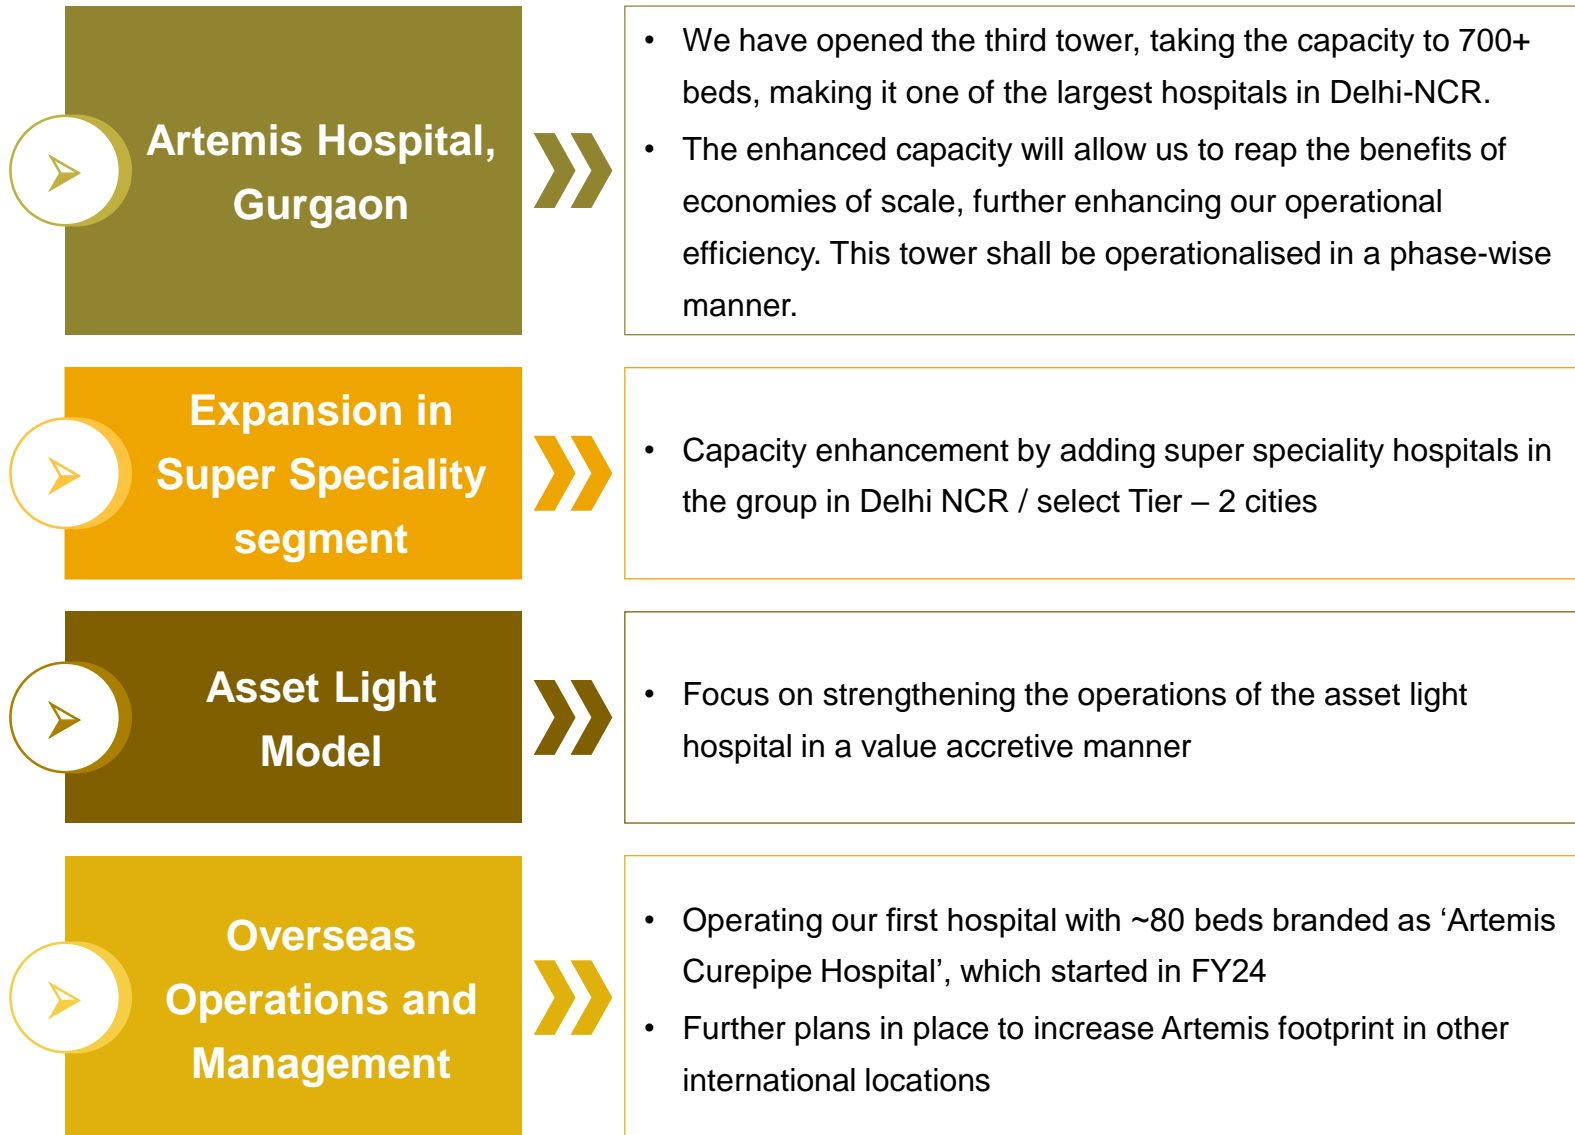 Artemis Hospital,
Gurgaon
• We have opened the third tower, taking the capacity to 700+
beds, making it one of the largest hospitals in Delhi-NCR.
• The enhanced capacity will allow us to reap the benefits of
economies of scale, further enhancing our operational
efficiency. This tower shall be operationalised in a phase-wise
manner.
Expansion in
Super Speciality
segment
• Capacity enhancement by adding super speciality hospitals in
the group in Delhi NCR / select Tier – 2 cities
Asset Light
Model
• Focus on strengthening the operations of the asset light
hospital in a value accretive manner
Overseas
Operations and
Management
• Operating our first hospital with ~80 beds branded as ‘Artemis
Curepipe Hospital’, which started in FY24
• Further plans in place to increase Artemis footprint in other
international locations